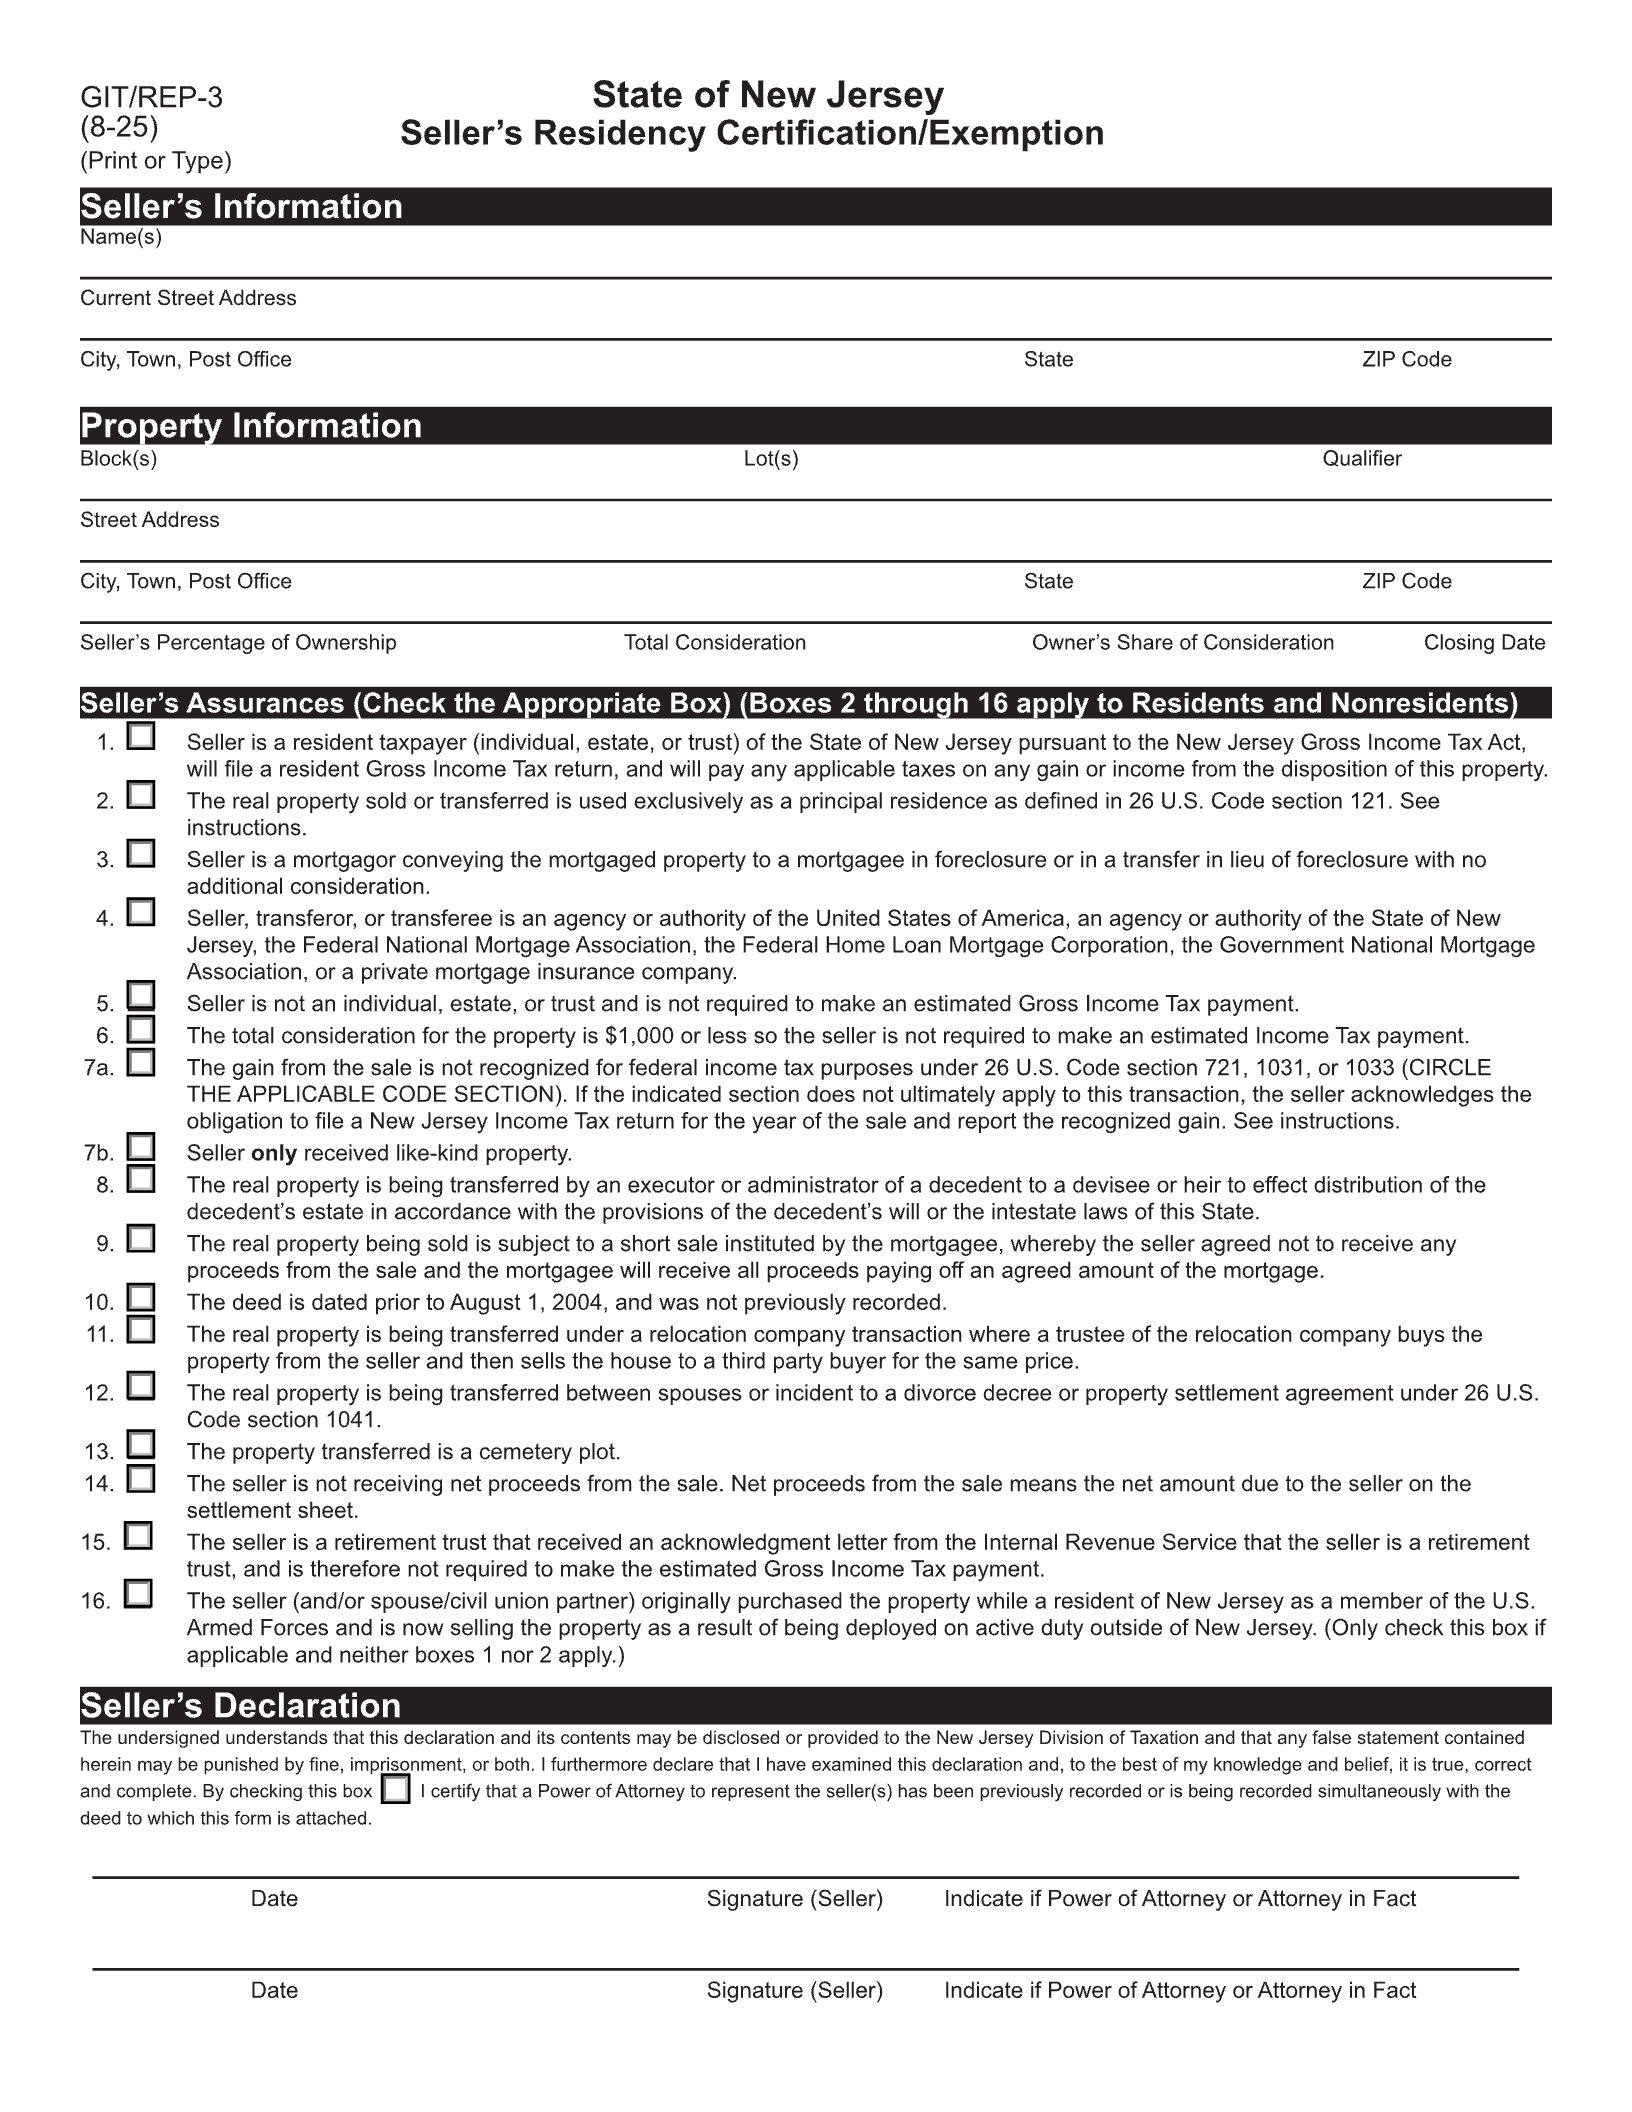 GIT/REP-3
(8-25)
(Print or Type)
State of New Jersey
Seller’s Residency Certification/Exemption
Seller’s Information
Name(s)
Current Street Address
City, Town, Post Office State ZIP Code
Property Information
Block(s) Lot(s) Qualifier
Street Address
City, Town, Post Office State ZIP Code
Seller’s Percentage of Ownership Total Consideration Owner’s Share of Consideration Closing Date
Seller’s Assurances (Check the Appropriate Box) (Boxes 2 through 16 apply to Residents and Nonresidents)
1. Seller is a resident taxpayer (individual, estate, or trust) of the State of New Jersey pursuant to the New Jersey Gross Income Tax Act,
will file a resident Gross Income Tax return, and will pay any applicable taxes on any gain or income from the disposition of this property.
2. The real property sold or transferred is used exclusively as a principal residence as defined in 26 U.S. Code section 121. See
instructions.
3. Seller is a mortgagor conveying the mortgaged property to a mortgagee in foreclosure or in a transfer in lieu of foreclosure with no
additional consideration.
4. Seller, transferor, or transferee is an agency or authority of the United States of America, an agency or authority of the State of New
Jersey, the Federal National Mortgage Association, the Federal Home Loan Mortgage Corporation, the Government National Mortgage
Association, or a private mortgage insurance company.
5. Seller is not an individual, estate, or trust and is not required to make an estimated Gross Income Tax payment.
6. The total consideration for the property is $1,000 or less so the seller is not required to make an estimated Income Tax payment.
7a. The gain from the sale is not recognized for federal income tax purposes under 26 U.S. Code section 721, 1031, or 1033 (CIRCLE
THE APPLICABLE CODE SECTION). If the indicated section does not ultimately apply to this transaction, the seller acknowledges the
obligation to file a New Jersey Income Tax return for the year of the sale and report the recognized gain. See instructions.
7b. Seller only received like-kind property.
8. The real property is being transferred by an executor or administrator of a decedent to a devisee or heir to effect distribution of the
decedent’s estate in accordance with the provisions of the decedent’s will or the intestate laws of this State.
9. The real property being sold is subject to a short sale instituted by the mortgagee, whereby the seller agreed not to receive any
proceeds from the sale and the mortgagee will receive all proceeds paying off an agreed amount of the mortgage.
10. The deed is dated prior to August 1, 2004, and was not previously recorded.
11. The real property is being transferred under a relocation company transaction where a trustee of the relocation company buys the
property from the seller and then sells the house to a third party buyer for the same price.
12. The real property is being transferred between spouses or incident to a divorce decree or property settlement agreement under 26 U.S.
Code section 1041.
13. The property transferred is a cemetery plot.
14. The seller is not receiving net proceeds from the sale. Net proceeds from the sale means the net amount due to the seller on the
settlement sheet.
15. The seller is a retirement trust that received an acknowledgment letter from the Internal Revenue Service that the seller is a retirement
trust, and is therefore not required to make the estimated Gross Income Tax payment.
16. The seller (and/or spouse/civil union partner) originally purchased the property while a resident of New Jersey as a member of the U.S.
Armed Forces and is now selling the property as a result of being deployed on active duty outside of New Jersey. (Only check this box if
applicable and neither boxes 1 nor 2 apply.)
Seller’s Declaration
The undersigned understands that this declaration and its contents may be disclosed or provided to the New Jersey Division of Taxation and that any false statement contained
herein may be punished by fine, imprisonment, or both. I furthermore declare that I have examined this declaration and, to the best of my knowledge and belief, it is true, correct
and complete. By checking this box I certify that a Power of Attorney to represent the seller(s) has been previously recorded or is being recorded simultaneously with the
deed to which this form is attached.
Date Signature (Seller) Indicate if Power of Attorney or Attorney in Fact
Date Signature (Seller) Indicate if Power of Attorney or Attorney in Fact